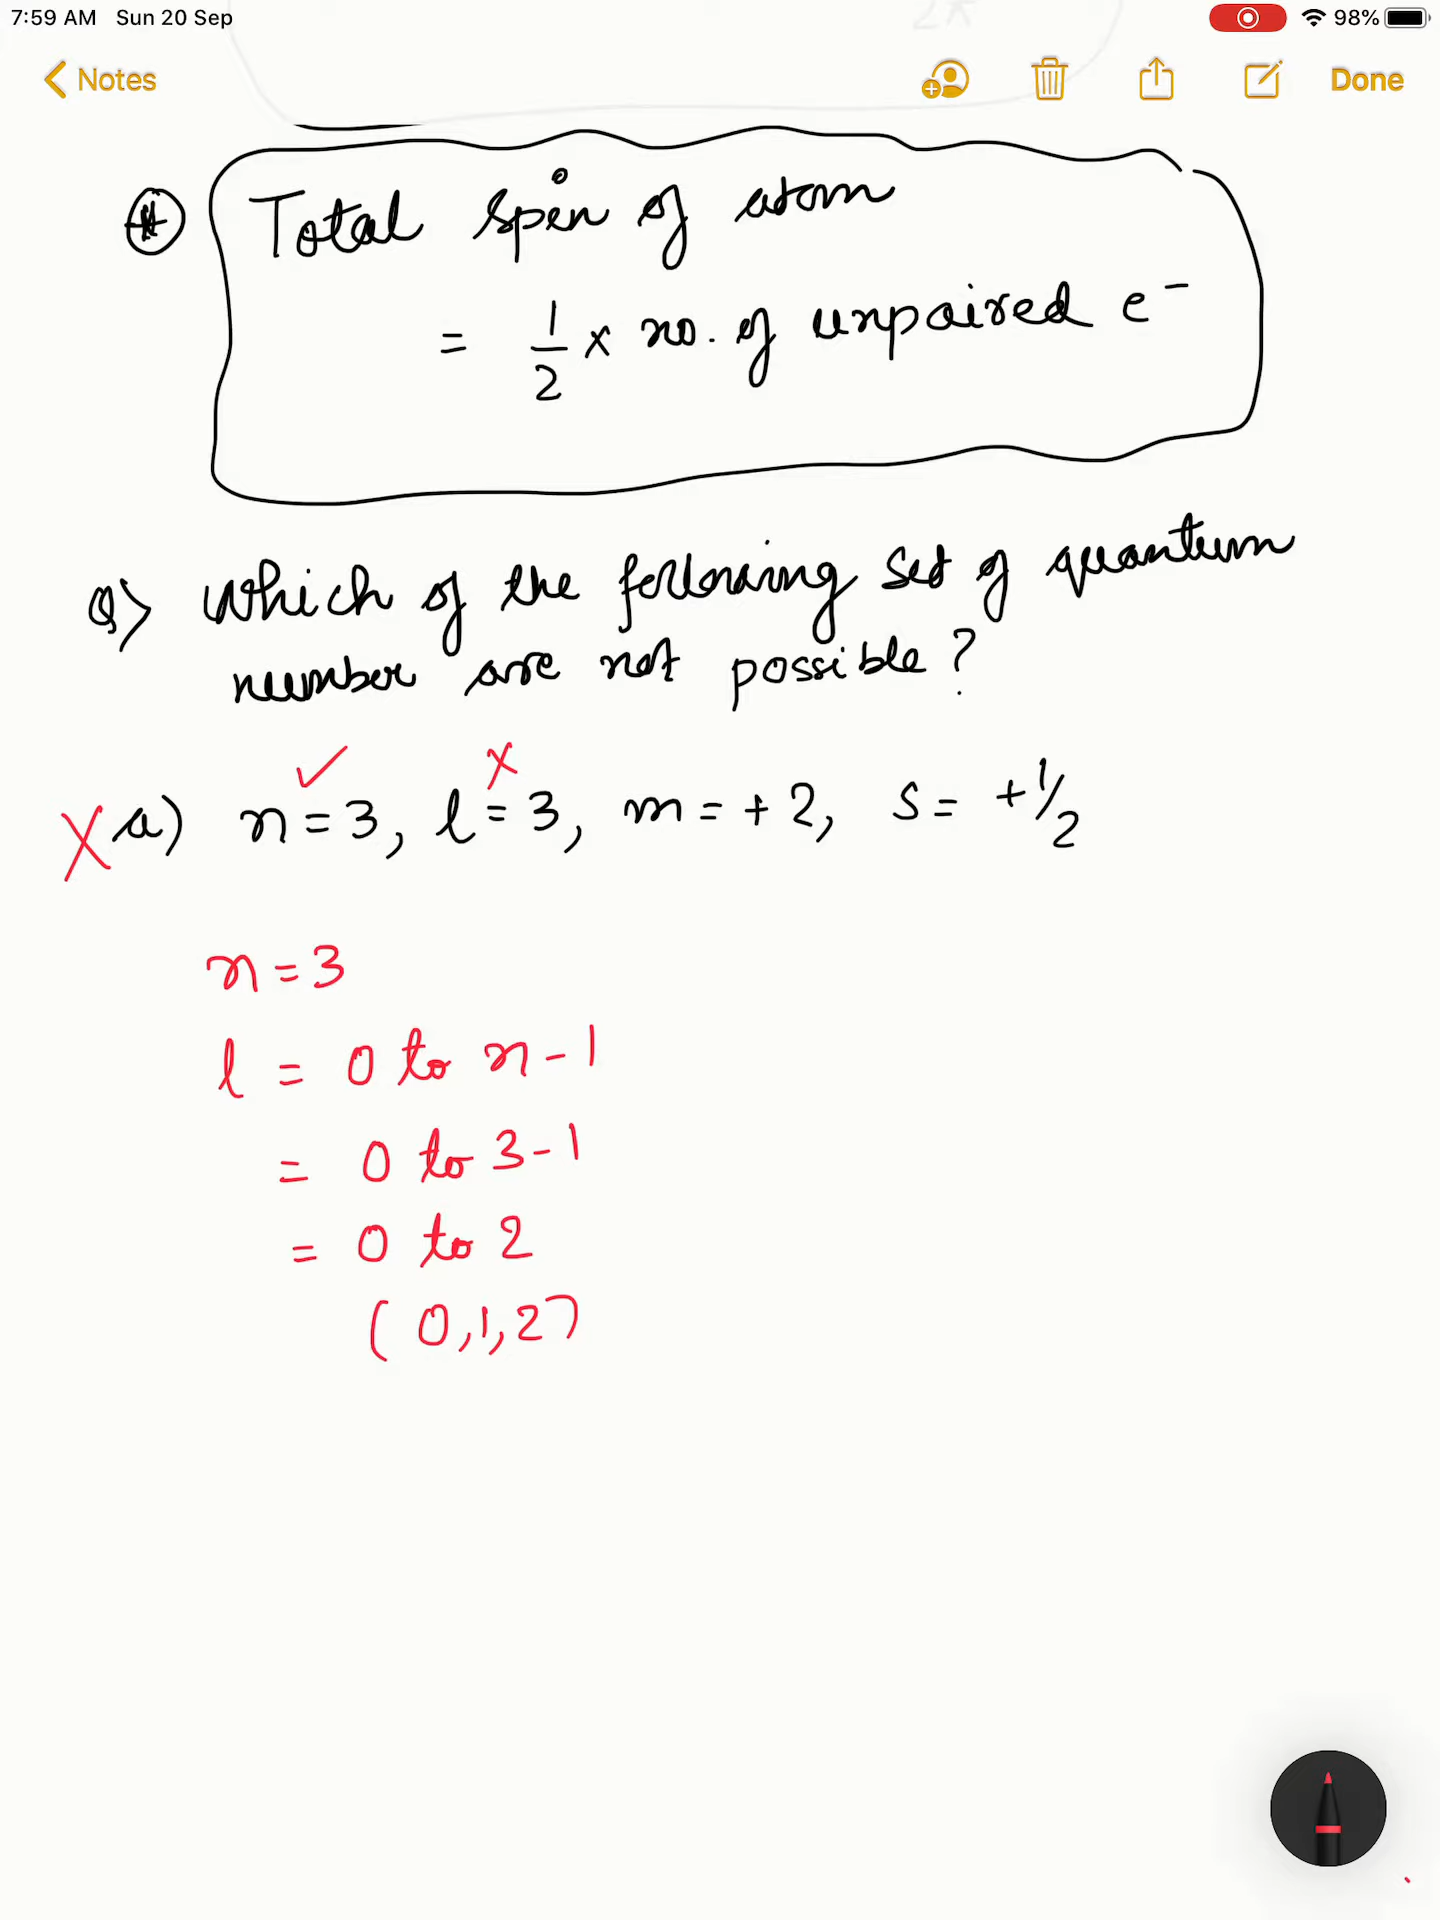 7:59 AM Sun 20 Sep 98%
2π
Notes Done
Total spin of atom
= 1/2 x no. of unpaired e⁻
Q> Which of the following set of quantum
number are not possible?
✓ X
X a) n = 3, l = 3, m = + 2, s = +1/2
n = 3
l = 0 to n - 1
= 0 to 3 - 1
= 0 to 2
( 0, 1, 2)